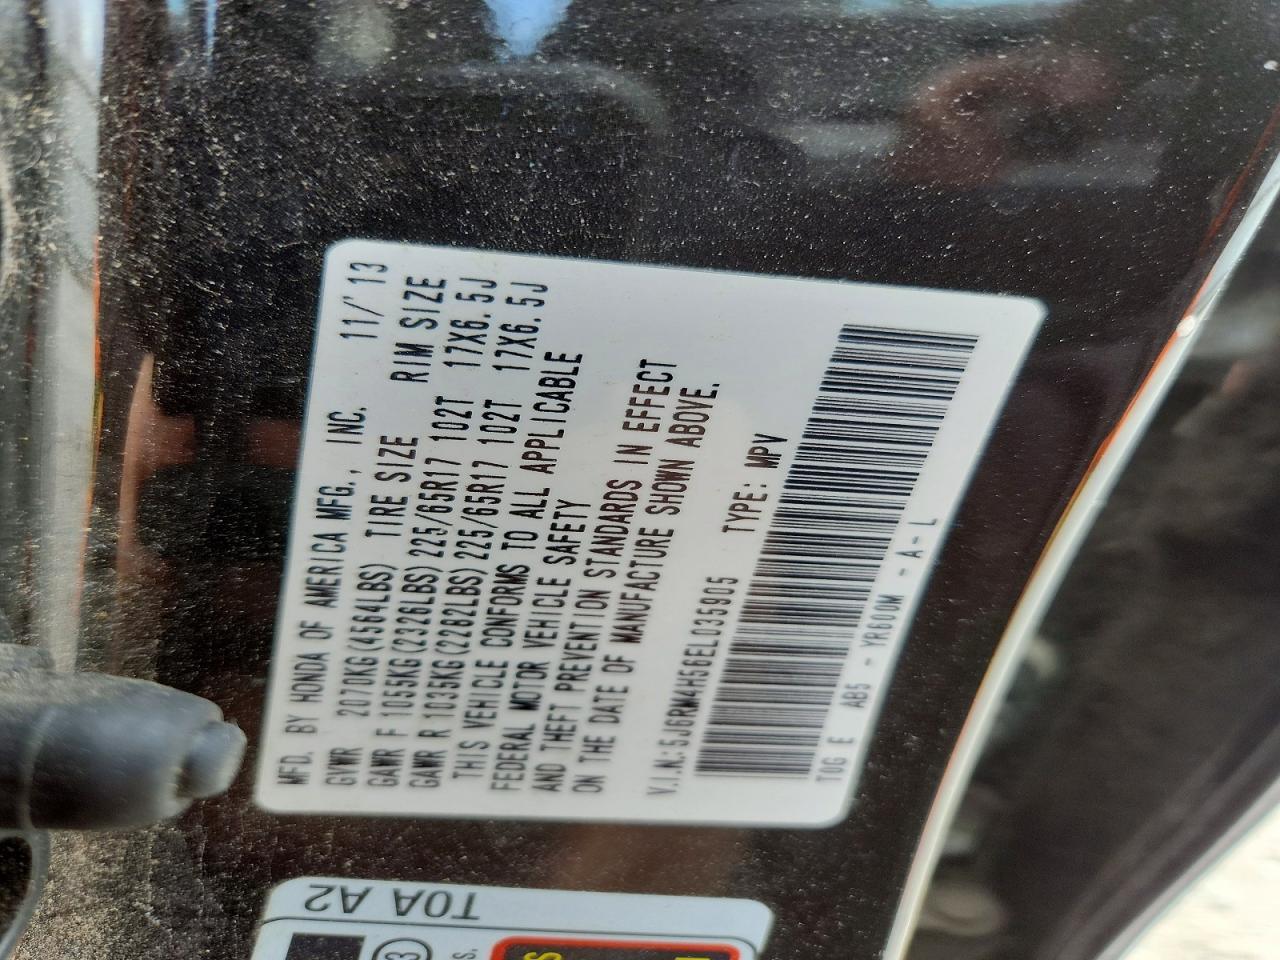 MFD. BY HONDA OF AMERICA MFG., INC. 11/'13
GVWR 2070KG(4564LBS) TIRE SIZE RIM SIZE
GAWR F 1055KG(2326LBS) 225/65R17 102T 17X6.5J
GAWR R 1035KG(2282LBS) 225/65R17 102T 17X6.5J
THIS VEHICLE CONFORMS TO ALL APPLICABLE
FEDERAL MOTOR VEHICLE SAFETY
AND THEFT PREVENTION STANDARDS IN EFFECT
ON THE DATE OF MANUFACTURE SHOWN ABOVE.
V.I.N.: 5J6RM4H56EL035905 TYPE: MPV
T0G E AB5 - YR600M - A - L
T0A A2